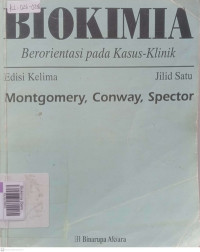 BIOKIMIA
Berorientasi pada Kasus-Klinik
Edisi Kelima Jilid Satu
Montgomery, Conway, Spector
Binarupa Aksara